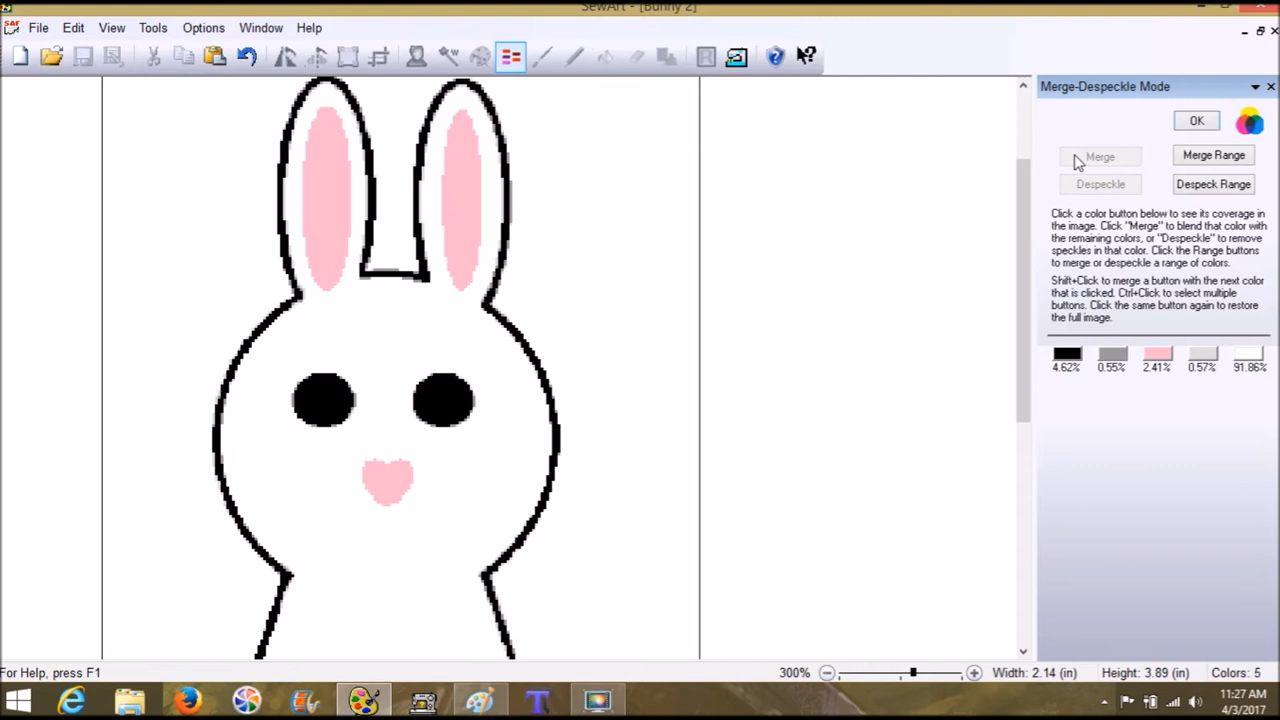 SewArt - [Bunny 2]
SAF File Edit View Tools Options Window Help
Merge-Despeckle Mode
OK
Merge Merge Range
Despeckle Despeck Range
Click a color button below to see its coverage in
the image. Click "Merge" to blend that color with
the remaining colors, or "Despeckle" to remove
speckles in that color. Click the Range buttons
to merge or despeckle a range of colors.
Shift+Click to merge a button with the next color
that is clicked. Ctrl+Click to select multiple
buttons. Click the same button again to restore
the full image.
4.62% 0.55% 2.41% 0.57% 91.86%
For Help, press F1 300% Width: 2.14 (in) Height: 3.89 (in) Colors: 5
11:27 AM
4/3/2017